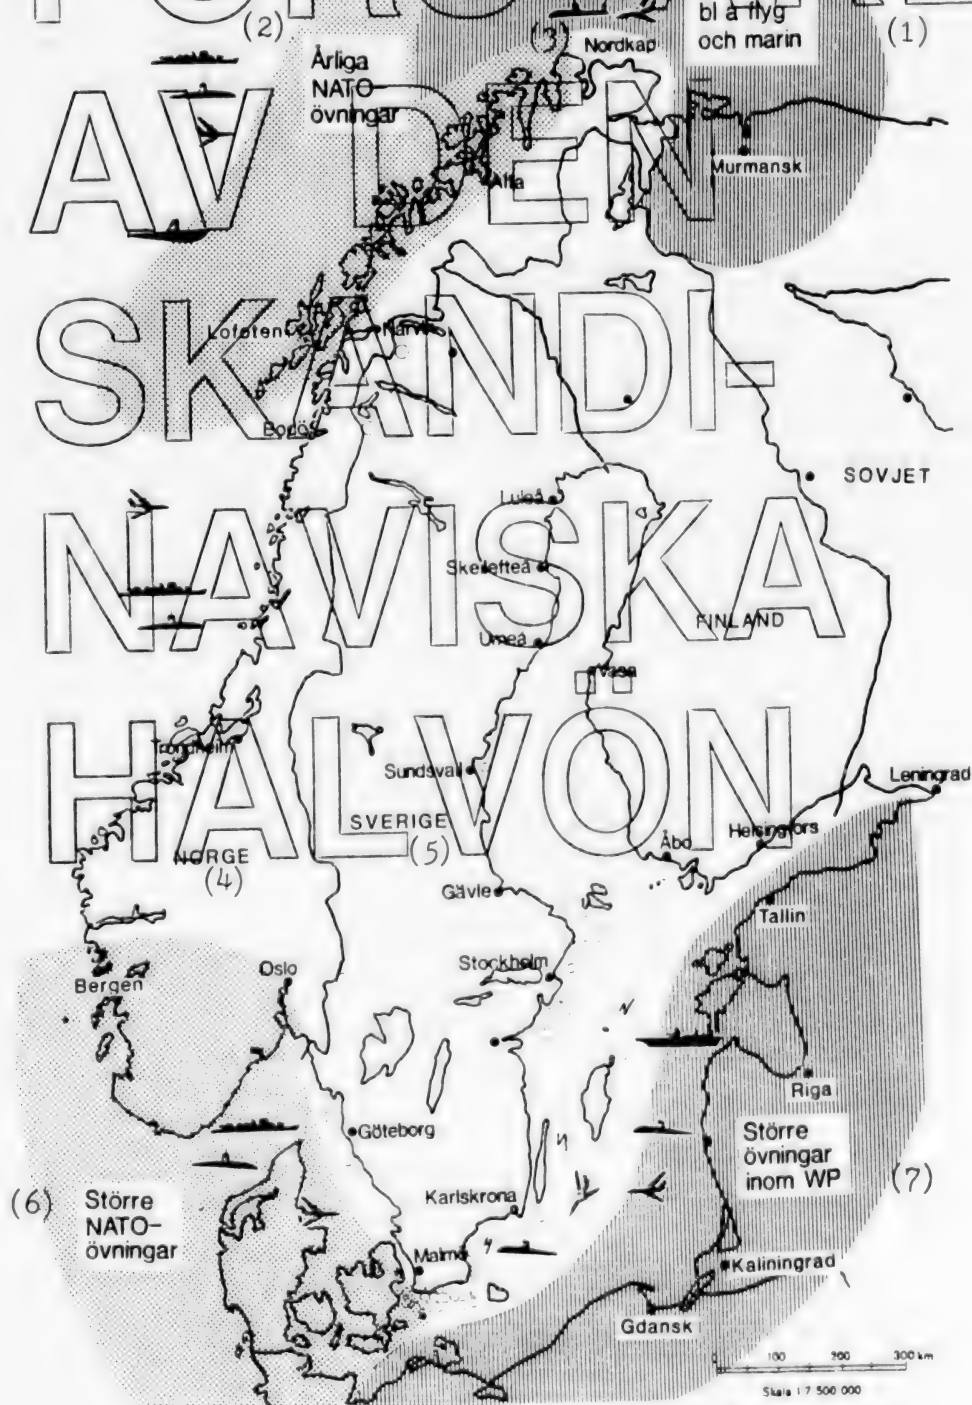 bl a flyg
och marin
(1)
(2)
(3)
Nordkap
Årliga
NATO-
övningar
AV DEN
Murmansk
Alta
SKANDI-
Lofoten
Narvik
Bodö
SOVJET
Luleå
NAVISKA
Skellefteå
FINLAND
Umeå
Vasa
HALVÖN
Trondheim
Sundsvall
Leningrad
SVERIGE
(5)
Helsingfors
Åbo
NORGE
(4)
Gävle
Tallin
Stockholm
Oslo
Bergen
Riga
Göteborg
Större
övningar
inom WP
(7)
(6)
Större
NATO-
övningar
Karlskrona
Malmö
Kaliningrad
Gdansk
0 100 200 300 km
Skala 1:7 500 000